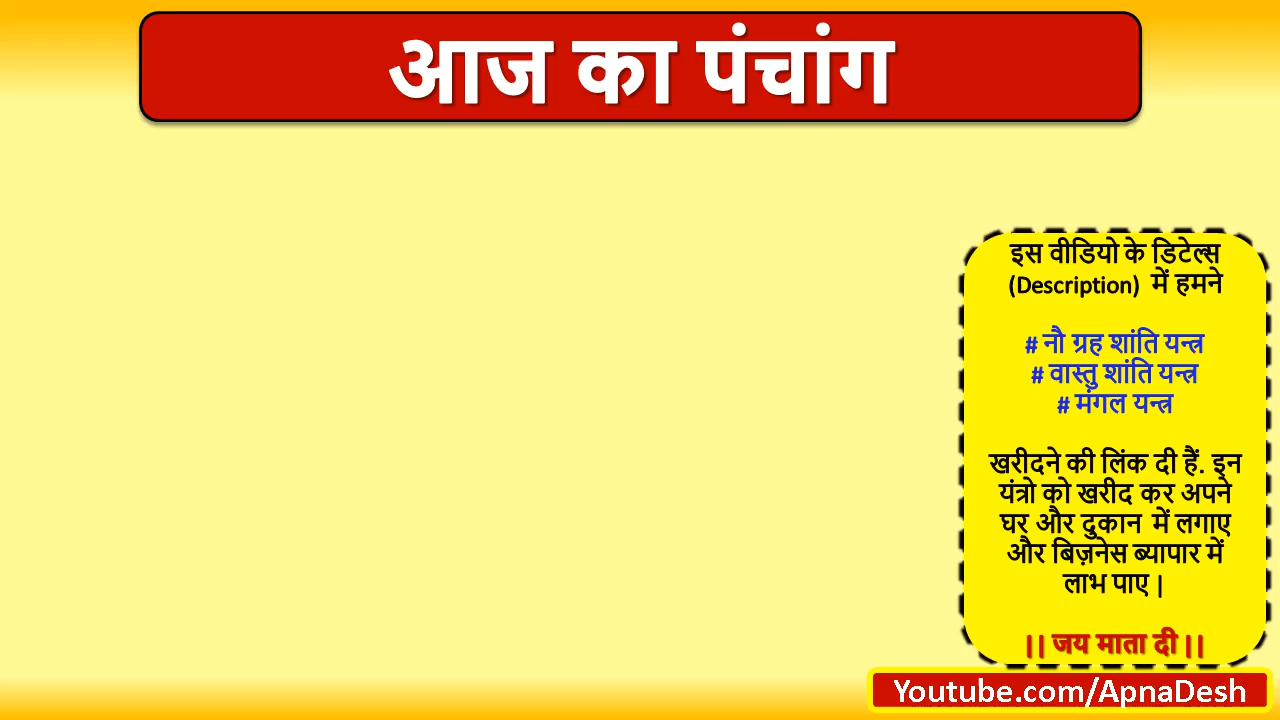 आज का पंचांग
इस वीडियो के डिटेल्स
(Description) में हमने
# नौ ग्रह शांति यन्त्र
# वास्तु शांति यन्त्र
# मंगल यन्त्र
खरीदने की लिंक दी हैं. इन
यंत्रो को खरीद कर अपने
घर और दुकान में लगाए
और बिज़नेस ब्यापार में
लाभ पाए |
|| जय माता दी ||
Youtube.com/ApnaDesh